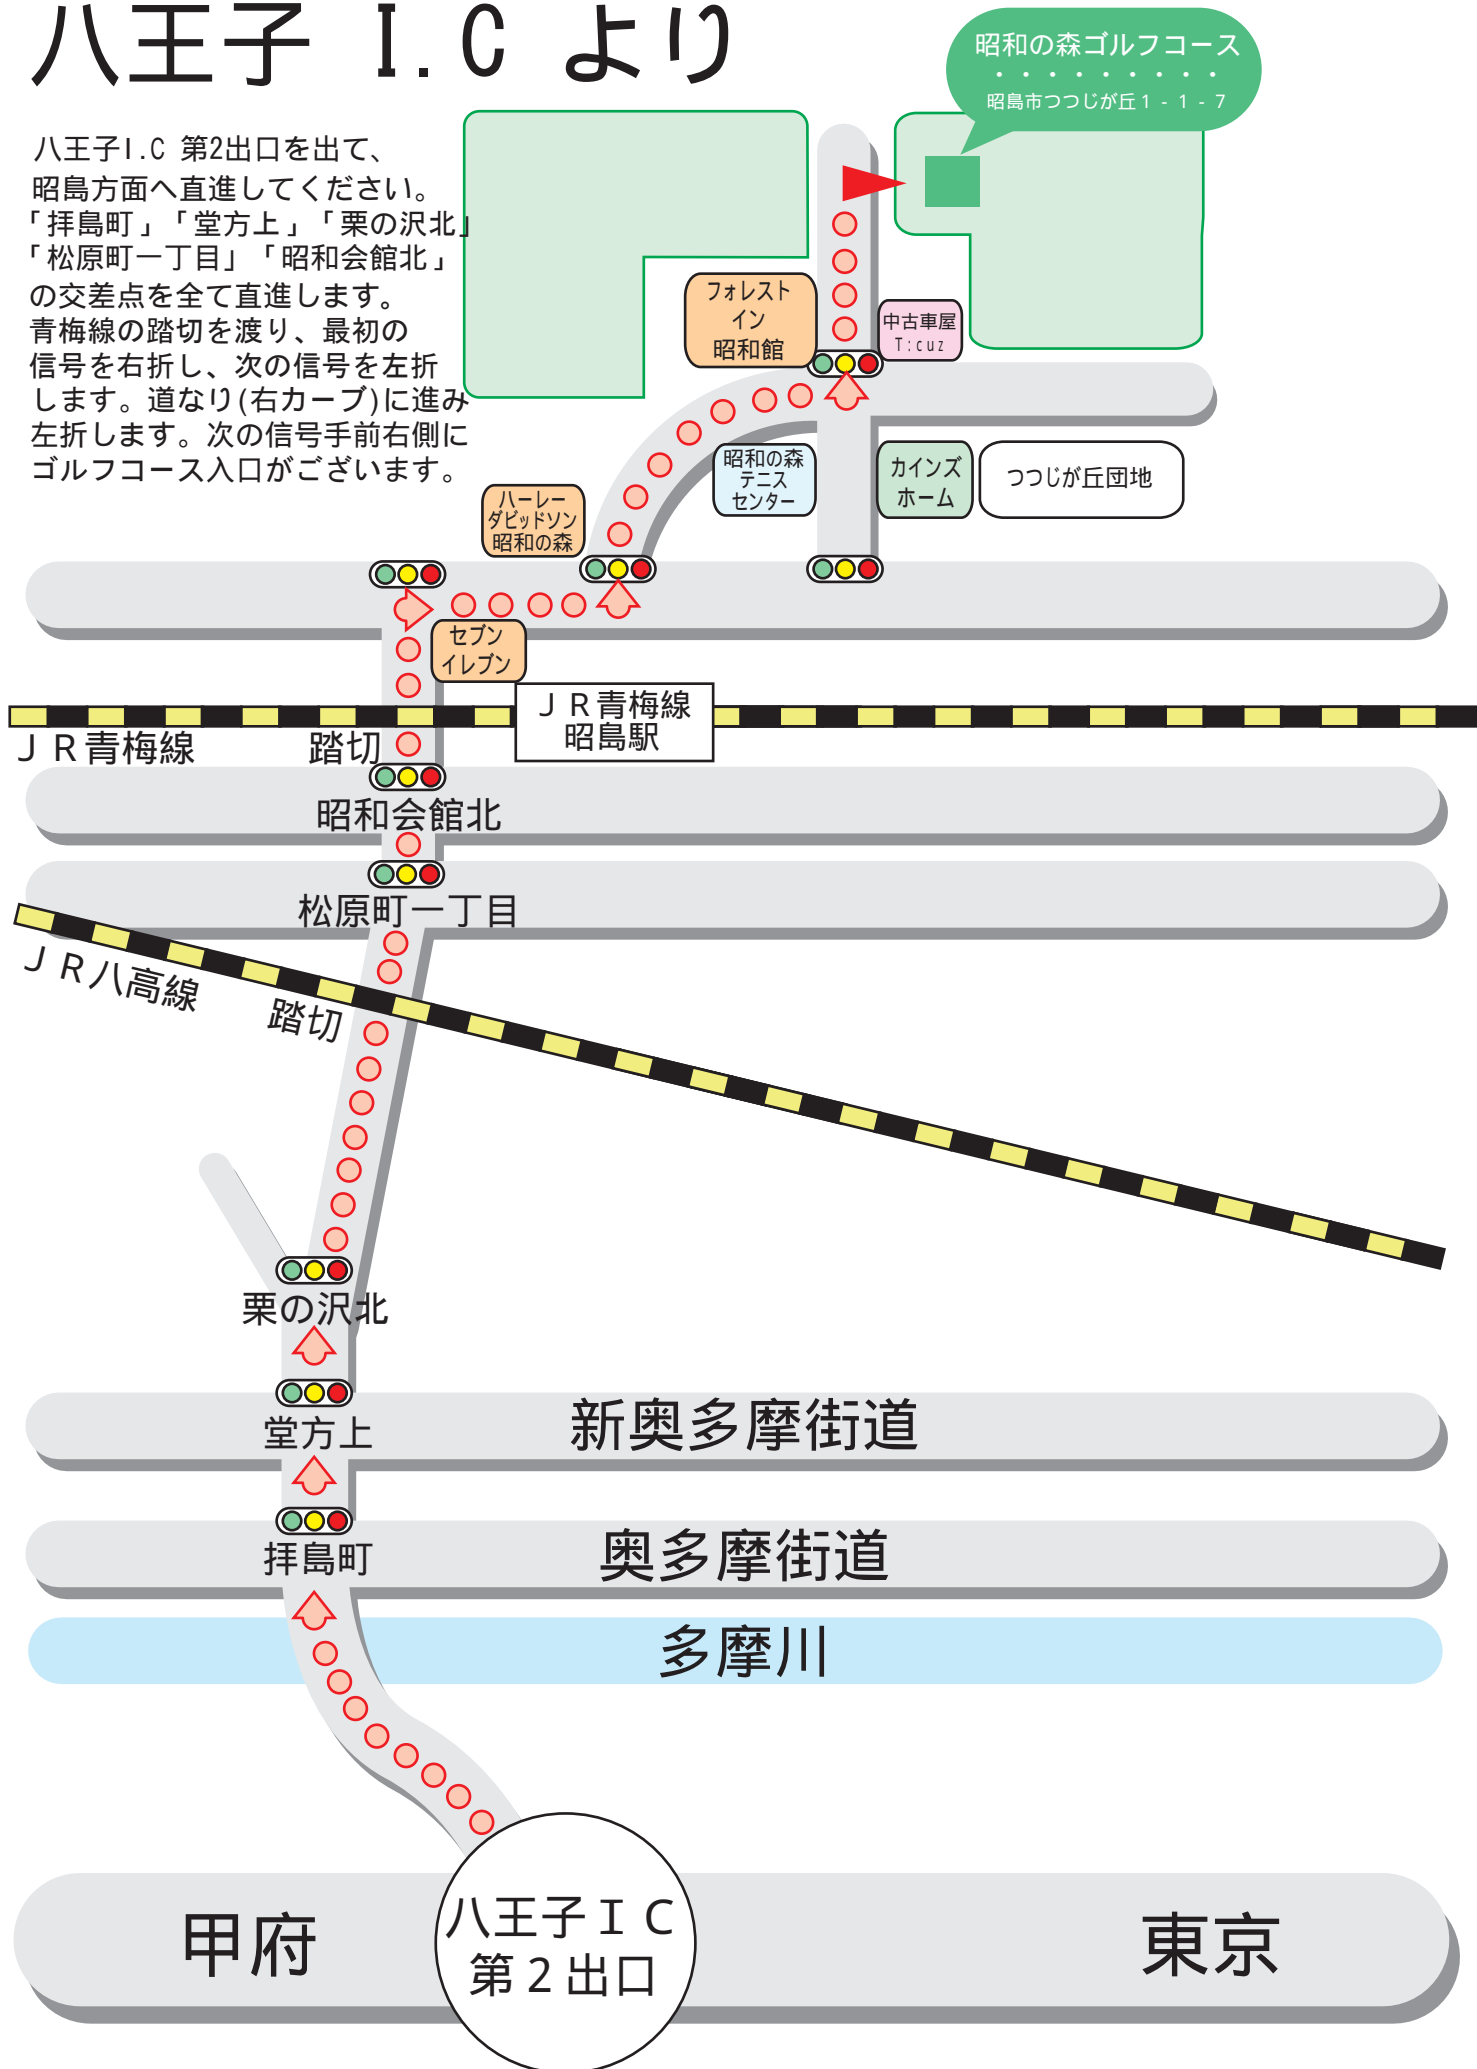 八王子 I.C より
昭和の森ゴルフコース
・・・・・・・・・
昭島市つつじが丘1-1-7
八王子I.C 第2出口を出て、
昭島方面へ直進してください。
「拝島町」「堂方上」「栗の沢北」
「松原町一丁目」「昭和会館北」
の交差点を全て直進します。
青梅線の踏切を渡り、最初の
信号を右折し、次の信号を左折
します。道なり(右カーブ)に進み
左折します。次の信号手前右側に
ゴルフコース入口がございます。
フォレスト
イン
昭和館
中古車屋
T:cuz
昭和の森
テニス
センター
カインズ
ホーム
つつじが丘団地
ハーレー
ダビッドソン
昭和の森
セブン
イレブン
ＪＲ青梅線
昭島駅
ＪＲ青梅線
踏切
昭和会館北
松原町一丁目
ＪＲ八高線
踏切
栗の沢北
堂方上
新奥多摩街道
拝島町
奥多摩街道
多摩川
甲府
八王子ＩＣ
第２出口
東京